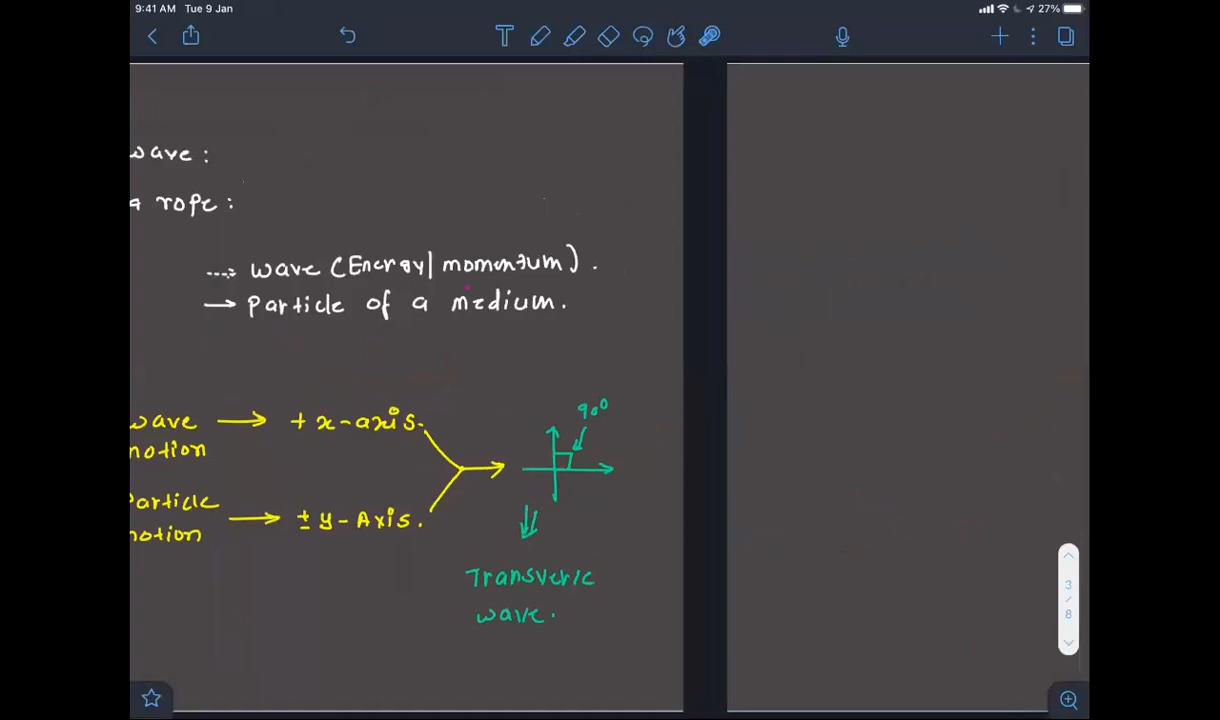 9:41 AM Tue 9 Jan
27%
wave :
a rope :
wave (Energy| momentum) .
→ Particle of a medium.
wave → + x-axis.
motion
90°
Particle → ± y-Axis.
motion
Transverse
wave.
3
8